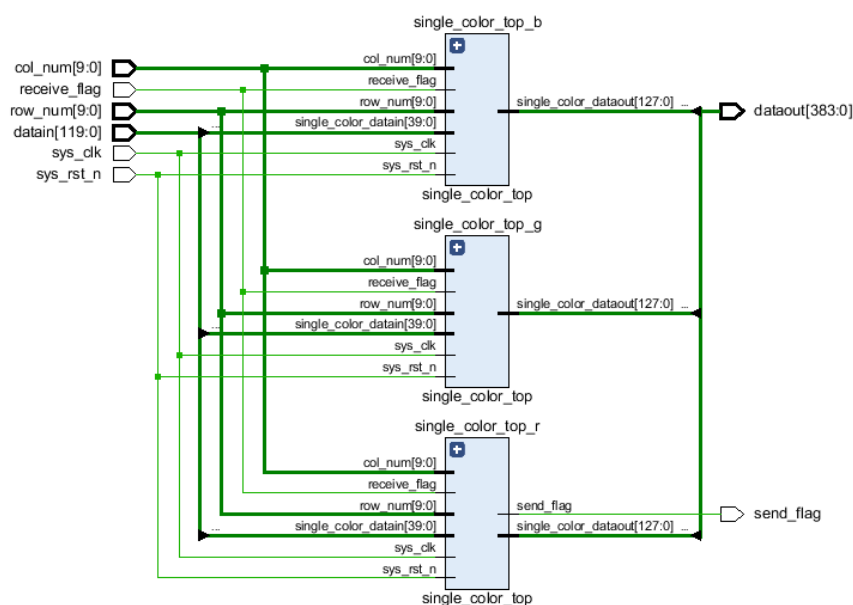 single_color_top_b
col_num[9:0]
receive_flag
row_num[9:0]
datain[119:0]
sys_clk
sys_rst_n
col_num[9:0]
receive_flag
row_num[9:0]
... single_color_datain[39:0]
sys_clk
sys_rst_n
single_color_dataout[127:0] ...
dataout[383:0]
single_color_top
single_color_top_g
col_num[9:0]
receive_flag
row_num[9:0]
... single_color_datain[39:0]
sys_clk
sys_rst_n
single_color_dataout[127:0] ...
single_color_top
single_color_top_r
col_num[9:0]
receive_flag
row_num[9:0]
... single_color_datain[39:0]
sys_clk
sys_rst_n
send_flag
single_color_dataout[127:0] ...
send_flag
single_color_top